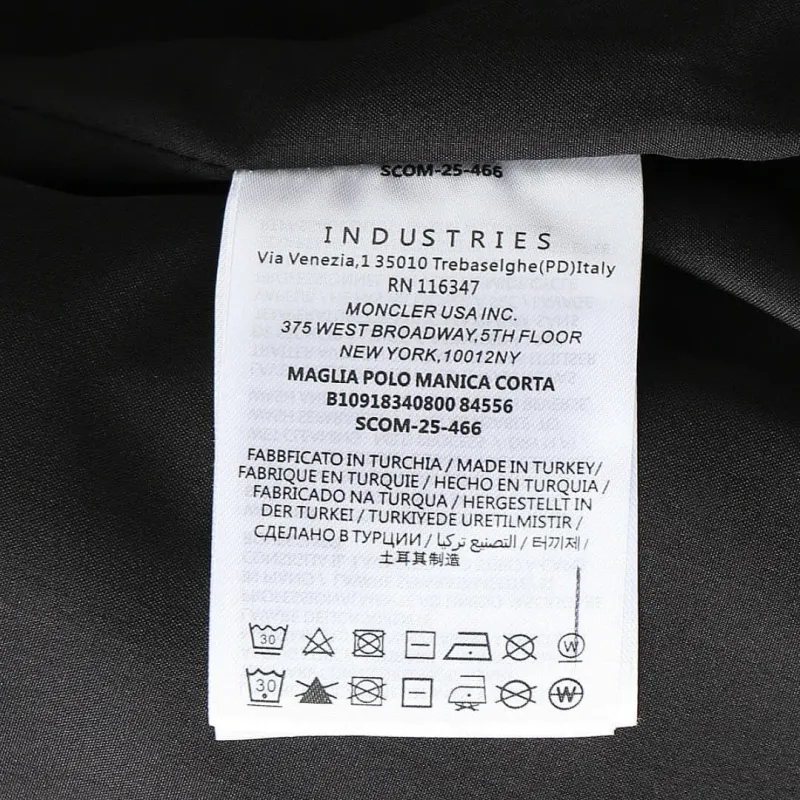 SCOM-25-466
INDUSTRIES
Via Venezia,1 35010 Trebaselghe(PD)Italy
RN 116347
MONCLER USA INC.
375 WEST BROADWAY,5TH FLOOR
NEW YORK,10012NY
MAGLIA POLO MANICA CORTA
B10918340800 84556
SCOM-25-466
FABBFICATO IN TURCHIA / MADE IN TURKEY/
FABRIQUE EN TURQUIE / HECHO EN TURQUIA /
FABRICADO NA TURQUA / HERGESTELLT IN
DER TURKEI / TURKIYEDE URETILMISTIR /
СДЕЛАНО В ТУРЦИИ / التصنيع تركيا / 터끼제 /
土耳其制造
30
W
30
W